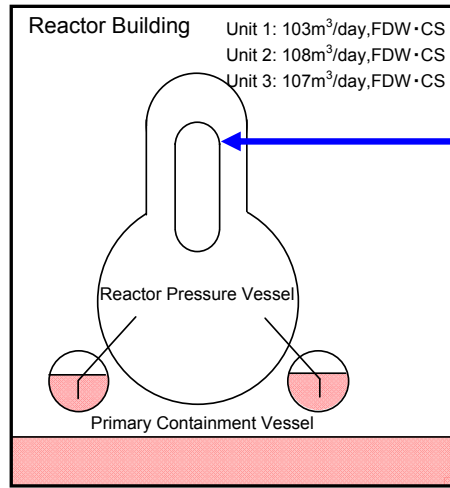 Reactor Building
Unit 1: 103m³/day,FDW・CS
Unit 2: 108m³/day,FDW・CS
Unit 3: 107m³/day,FDW・CS
Reactor Pressure Vessel
Primary Containment Vessel